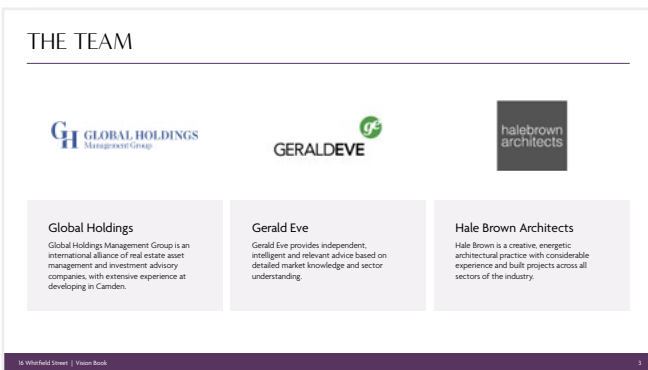 THE TEAM
GH GLOBAL HOLDINGS
Management Group
ge
GERALDEVE
halebrown
architects
Global Holdings
Global Holdings Management Group is an
international alliance of real estate asset
management and investment advisory
companies, with extensive experience at
developing in Camden.
Gerald Eve
Gerald Eve provides independent,
intelligent and relevant advice based on
detailed market knowledge and sector
understanding.
Hale Brown Architects
Hale Brown is a creative, energetic
architectural practice with considerable
experience and built projects across all
sectors of the industry.
16 Whitfield Street | Vision Book
3